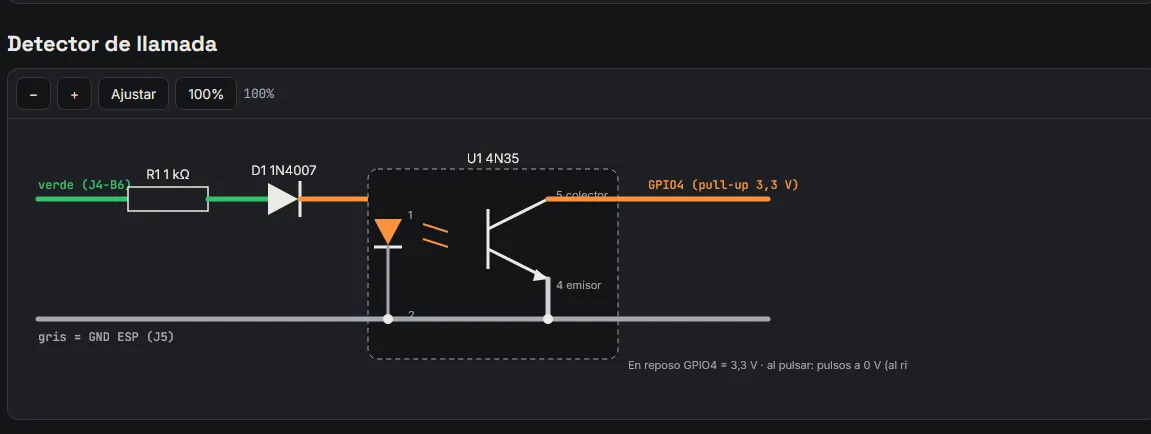 Detector de llamada
− + Ajustar 100% 100%
U1 4N35
R1 1 kΩ
D1 1N4007
verde (J4-B6)
5 colector
GPIO4 (pull-up 3,3 V)
1
4 emisor
2
gris = GND ESP (J5)
En reposo GPIO4 = 3,3 V · al pulsar: pulsos a 0 V (al